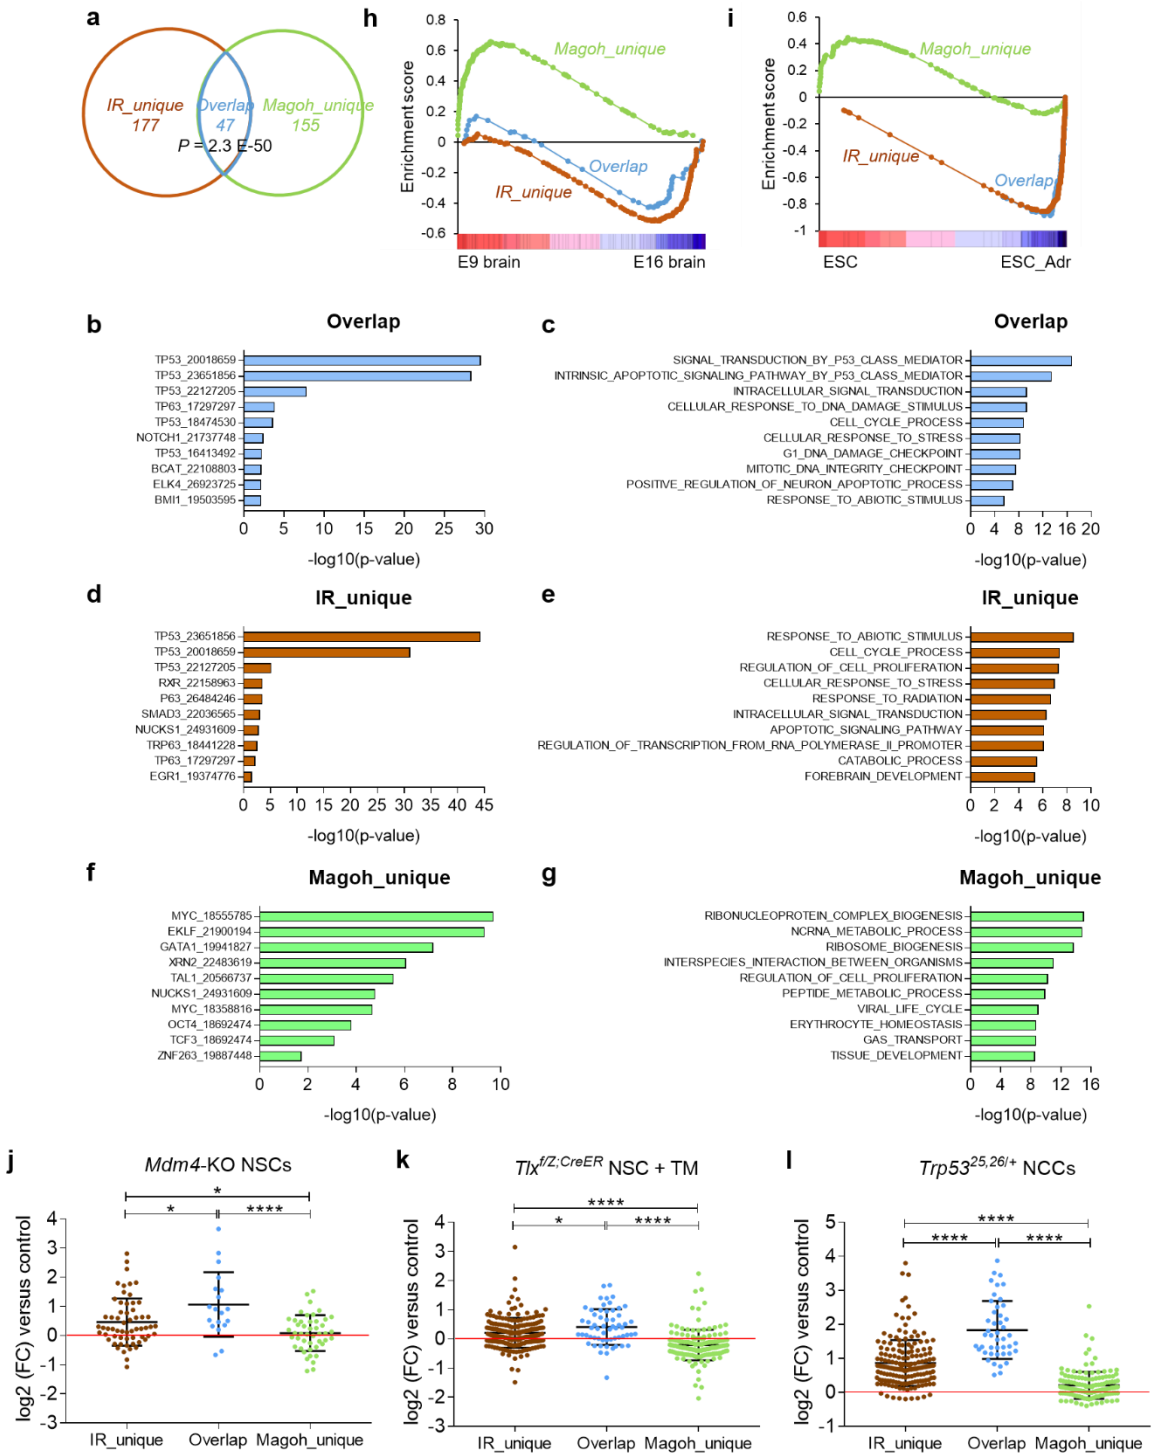 a
IR_unique
177
Overlap
47
Magoh_unique
155
P = 2.3 E-50
h
Enrichment score
0.8
0.6
0.4
0.2
0
-0.2
-0.4
-0.6
Magoh_unique
Overlap
IR_unique
E9 brain
E16 brain
i
Enrichment score
0.6
0.4
0.2
0
-0.2
-0.4
-0.6
-0.8
-1
Magoh_unique
IR_unique
Overlap
ESC
ESC_Adr
b
Overlap
TP53_20018659
TP53_23651856
TP53_22127205
TP63_17297297
TP53_18474530
NOTCH1_21737748
TP53_16413492
BCAT_22108803
ELK4_26923725
BMI1_19503595
0 5 10 15 20 25 30
-log10(p-value)
c
Overlap
SIGNAL_TRANSDUCTION_BY_P53_CLASS_MEDIATOR
INTRINSIC_APOPTOTIC_SIGNALING_PATHWAY_BY_P53_CLASS_MEDIATOR
INTRACELLULAR_SIGNAL_TRANSDUCTION
CELLULAR_RESPONSE_TO_DNA_DAMAGE_STIMULUS
CELL_CYCLE_PROCESS
CELLULAR_RESPONSE_TO_STRESS
G1_DNA_DAMAGE_CHECKPOINT
MITOTIC_DNA_INTEGRITY_CHECKPOINT
POSITIVE_REGULATION_OF_NEURON_APOPTOTIC_PROCESS
RESPONSE_TO_ABIOTIC_STIMULUS
0 4 8 12 16 20
-log10(p-value)
d
IR_unique
TP53_23651856
TP53_20018659
TP53_22127205
RXR_22158963
P63_26484246
SMAD3_22036565
NUCKS1_24931609
TRP63_18441228
TP63_17297297
EGR1_19374776
0 5 10 15 20 25 30 35 40 45
-log10(p-value)
e
IR_unique
RESPONSE_TO_ABIOTIC_STIMULUS
CELL_CYCLE_PROCESS
REGULATION_OF_CELL_PROLIFERATION
CELLULAR_RESPONSE_TO_STRESS
RESPONSE_TO_RADIATION
INTRACELLULAR_SIGNAL_TRANSDUCTION
APOPTOTIC_SIGNALING_PATHWAY
REGULATION_OF_TRANSCRIPTION_FROM_RNA_POLYMERASE_II_PROMOTER
CATABOLIC_PROCESS
FOREBRAIN_DEVELOPMENT
0 2 4 6 8 10
-log10(p-value)
f
Magoh_unique
MYC_18555785
EKLF_21900194
GATA1_19941827
XRN2_22483619
TAL1_20566737
NUCKS1_24931609
MYC_18358816
OCT4_18692474
TCF3_18692474
ZNF263_19887448
0 2 4 6 8 10
-log10(p-value)
g
Magoh_unique
RIBONUCLEOPROTEIN_COMPLEX_BIOGENESIS
NCRNA_METABOLIC_PROCESS
RIBOSOME_BIOGENESIS
INTERSPECIES_INTERACTION_BETWEEN_ORGANISMS
REGULATION_OF_CELL_PROLIFERATION
PEPTIDE_METABOLIC_PROCESS
VIRAL_LIFE_CYCLE
ERYTHROCYTE_HOMEOSTASIS
GAS_TRANSPORT
TISSUE_DEVELOPMENT
0 4 8 12 16
-log10(p-value)
j
Mdm4-KO NSCs
*
* ****
log2 (FC) versus control
4
3
2
1
0
-1
-2
-3
IR_unique Overlap Magoh_unique
k
Tlx^f/Z;CreER NSC + TM
****
* ****
log2 (FC) versus control
4
3
2
1
0
-1
-2
-3
IR_unique Overlap Magoh_unique
l
Trp53^25,26/+ NCCs
****
**** ****
log2 (FC) versus control
5
4
3
2
1
0
-1
IR_unique Overlap Magoh_unique